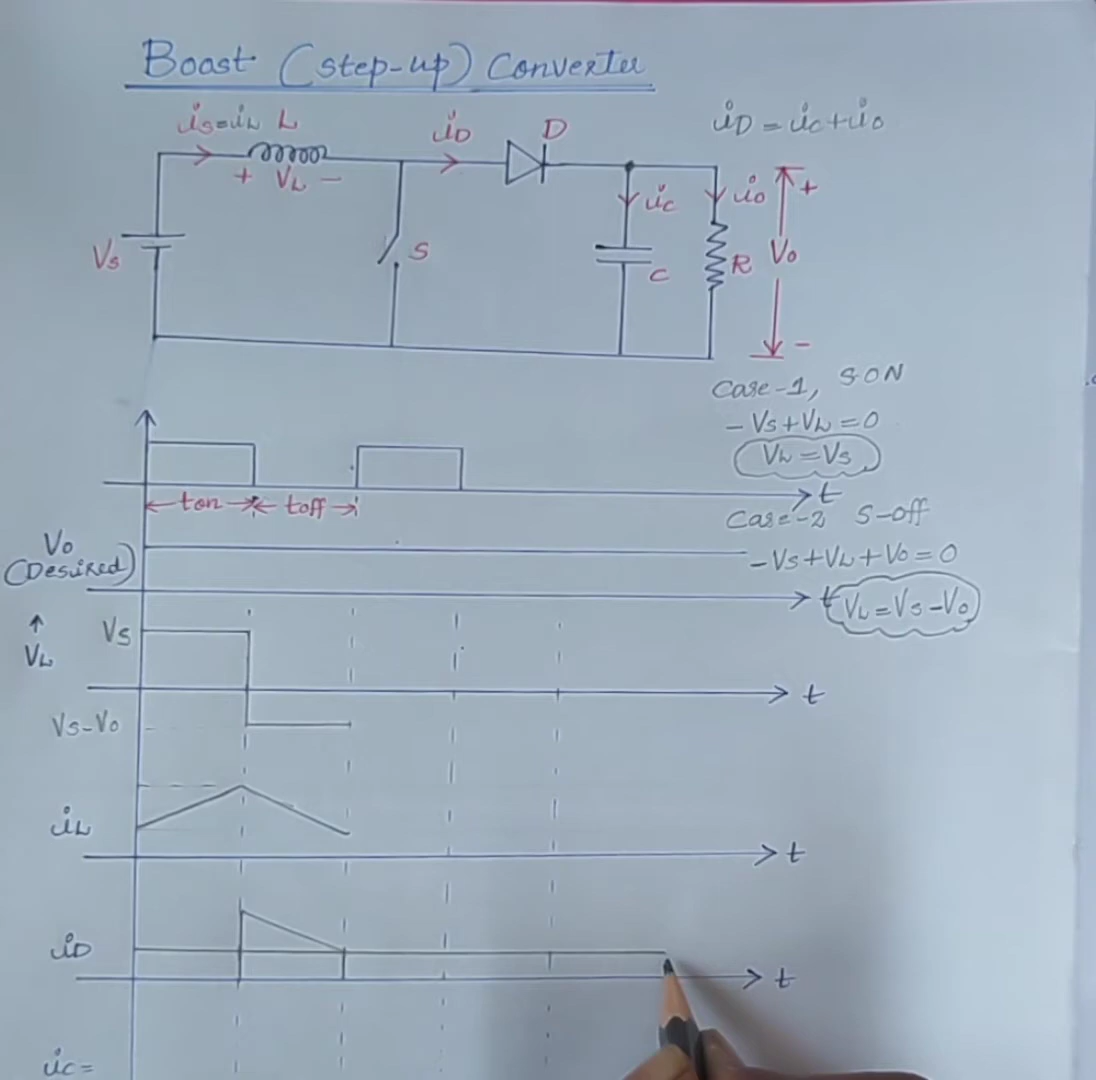 Boast (step-up) Converter
is=iL L
iD
D
iD = ic+io
+ VL -
ic
io
+
Vs
S
C
R
Vo
-
Case-1, S ON
-Vs+VL=0
VL=Vs
t
ton toff
Case-2 S-off
Vo
(Desired)
-Vs+VL+Vo=0
t
VL=Vs-Vo
Vs
VL
t
Vs-Vo
iL
t
iD
t
ic=